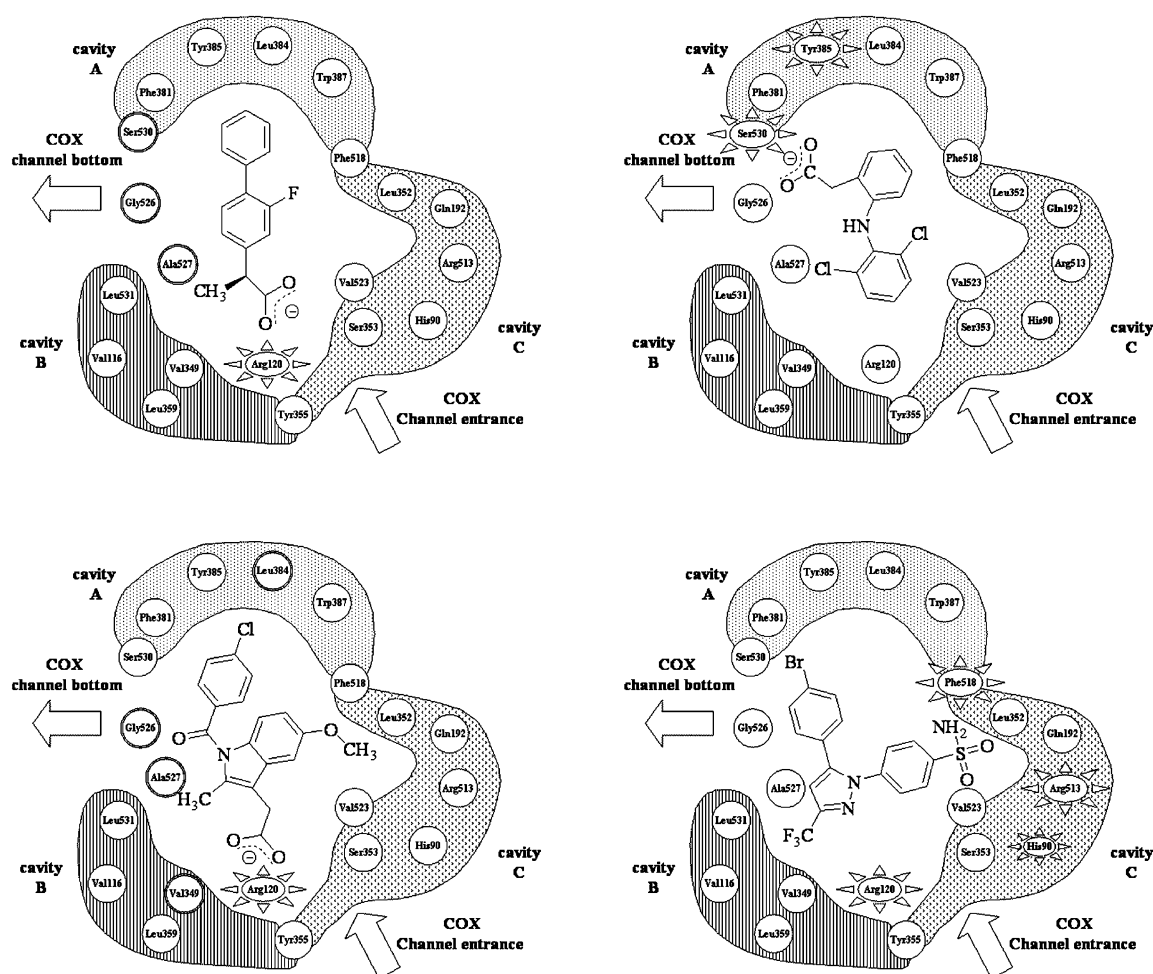 cavity
A
Tyr385
Leu384
Trp387
Phe381
Ser530
COX
channel bottom
Phe518
Leu352
Gln192
Gly526
F
Arg513
Ala527
Val523
CH3
O
O
−
Leu531
Ser353
His90
cavity
B
cavity
C
Val116
Val349
Arg120
Leu359
Tyr355
COX
Channel entrance
cavity
A
Tyr385
Leu384
Trp387
Phe381
Ser530
COX
channel bottom
−
O
C
O
Phe518
Leu352
Gln192
Gly526
HN
Cl
Arg513
Ala527
Cl
Val523
Leu531
Ser353
His90
cavity
B
cavity
C
Val116
Val349
Arg120
Leu359
Tyr355
COX
Channel entrance
cavity
A
Tyr385
Leu384
Trp387
Phe381
Cl
Ser530
COX
channel bottom
Phe518
Leu352
Gln192
Gly526
O
N
O
CH3
Ala527
H3C
Arg513
Val523
Leu531
O
O
−
Ser353
His90
cavity
B
cavity
C
Val116
Val349
Arg120
Leu359
Tyr355
COX
Channel entrance
cavity
A
Tyr385
Leu384
Trp387
Phe381
Ser530
Br
COX
channel bottom
Phe518
Leu352
Gln192
Gly526
NH2
S
O
O
Ala527
N
N
Arg513
Val523
F3C
Leu531
Ser353
His90
cavity
B
cavity
C
Val116
Val349
Arg120
Leu359
Tyr355
COX
Channel entrance